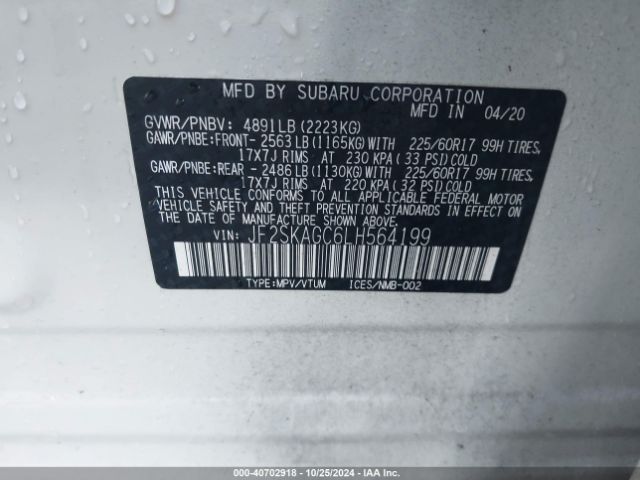 MFD BY SUBARU CORPORATION
MFD IN 04/20
GVWR/PNBV: 4891LB (2223KG)
GAWR/PNBE:FRONT- 2563LB(1165KG)WITH 225/60R17 99H TIRES,
17X7J RIMS AT 230 KPA(33 PSI)COLD
GAWR/PNBE:REAR - 2486LB(1130KG)WITH 225/60R17 99H TIRES,
17X7J RIMS AT 220 KPA(32 PSI)COLD
THIS VEHICLE CONFORMS TO ALL APPLICABLE FEDERAL MOTOR
VEHICLE SAFETY AND THEFT PREVENTION STANDARDS IN EFFECT
ON THE DATE OF MANUFACTURE SHOWN ABOVE.
VIN: JF2SKAGC6LH564199
TYPE:MPV/VTUM ICES/NMB-002
000-40702918 - 10/25/2024 - IAA Inc.